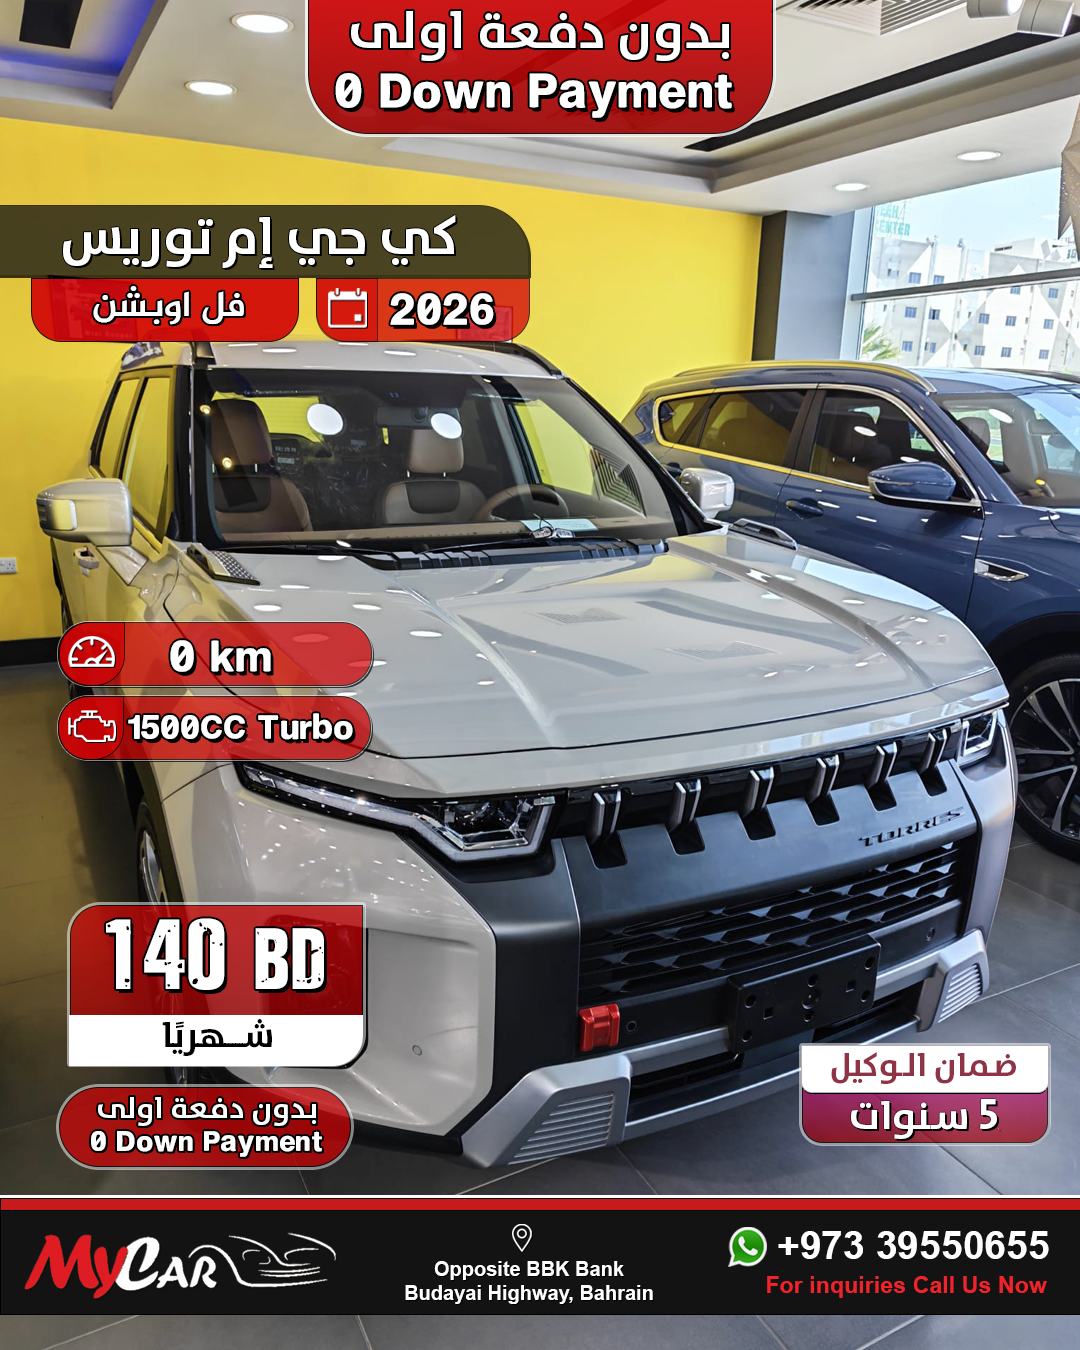 بدون دفعة اولى
0 Down Payment
كي جي إم توريس
فل اوبشن
2026
0 km
1500CC Turbo
TORRES
140 BD
شهريًا
بدون دفعة اولى
0 Down Payment
ضمان الوكيل
5 سنوات
MyCar
Opposite BBK Bank
Budayai Highway, Bahrain
+973 39550655
For inquiries Call Us Now